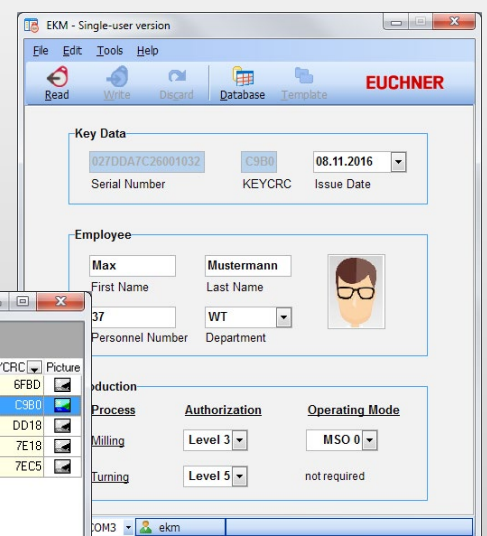 EKM - Single-user version
File Edit Tools Help
Read Write Discard Database Template EUCHNER
Key Data
027DDA7C26001032 C9B0 08.11.2016
Serial Number KEYCRC Issue Date
Employee
Max Mustermann
First Name Last Name
37 WT
Personnel Number Department
YCRC Picture
6FBD
C9B0
DD18
7E18
7EC5
oduction
Process Authorization Operating Mode
Milling Level 3 MSO 0
Turning Level 5 not required
COM3 ekm